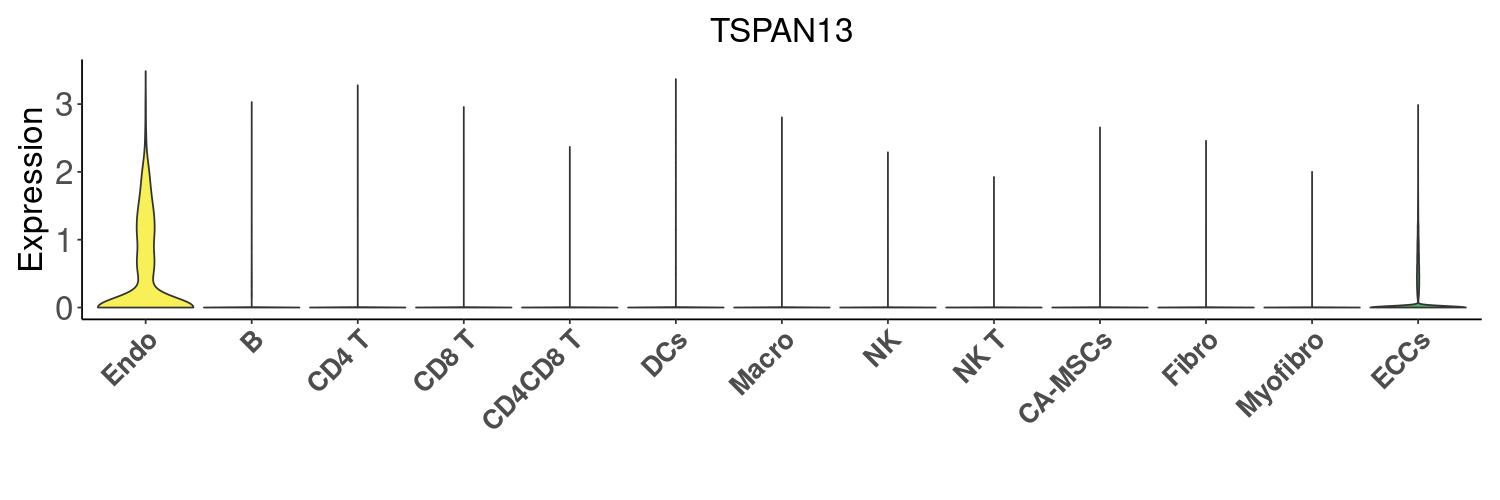 TSPAN13
Expression
3
2
1
0
Endo
B
CD4 T
CD8 T
CD4CD8 T
DCs
Macro
NK
NK T
CA-MSCs
Fibro
Myofibro
ECCs